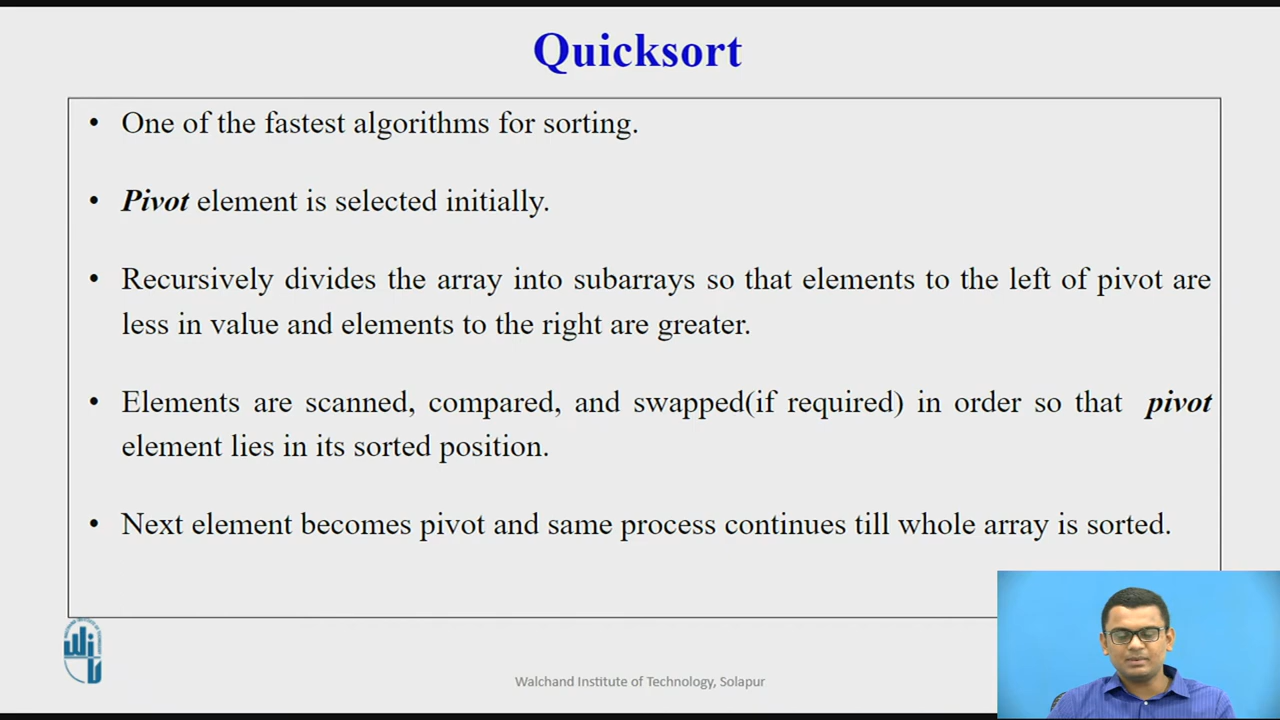 Quicksort
• One of the fastest algorithms for sorting.
• Pivot element is selected initially.
• Recursively divides the array into subarrays so that elements to the left of pivot are
less in value and elements to the right are greater.
• Elements are scanned, compared, and swapped(if required) in order so that pivot
element lies in its sorted position.
• Next element becomes pivot and same process continues till whole array is sorted.
Walchand Institute of Technology, Solapur